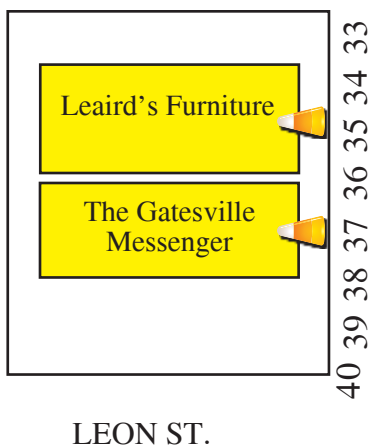 Leaird's Furniture
The Gatesville
Messenger
33
34
35
36
37
38
39
40
LEON ST.